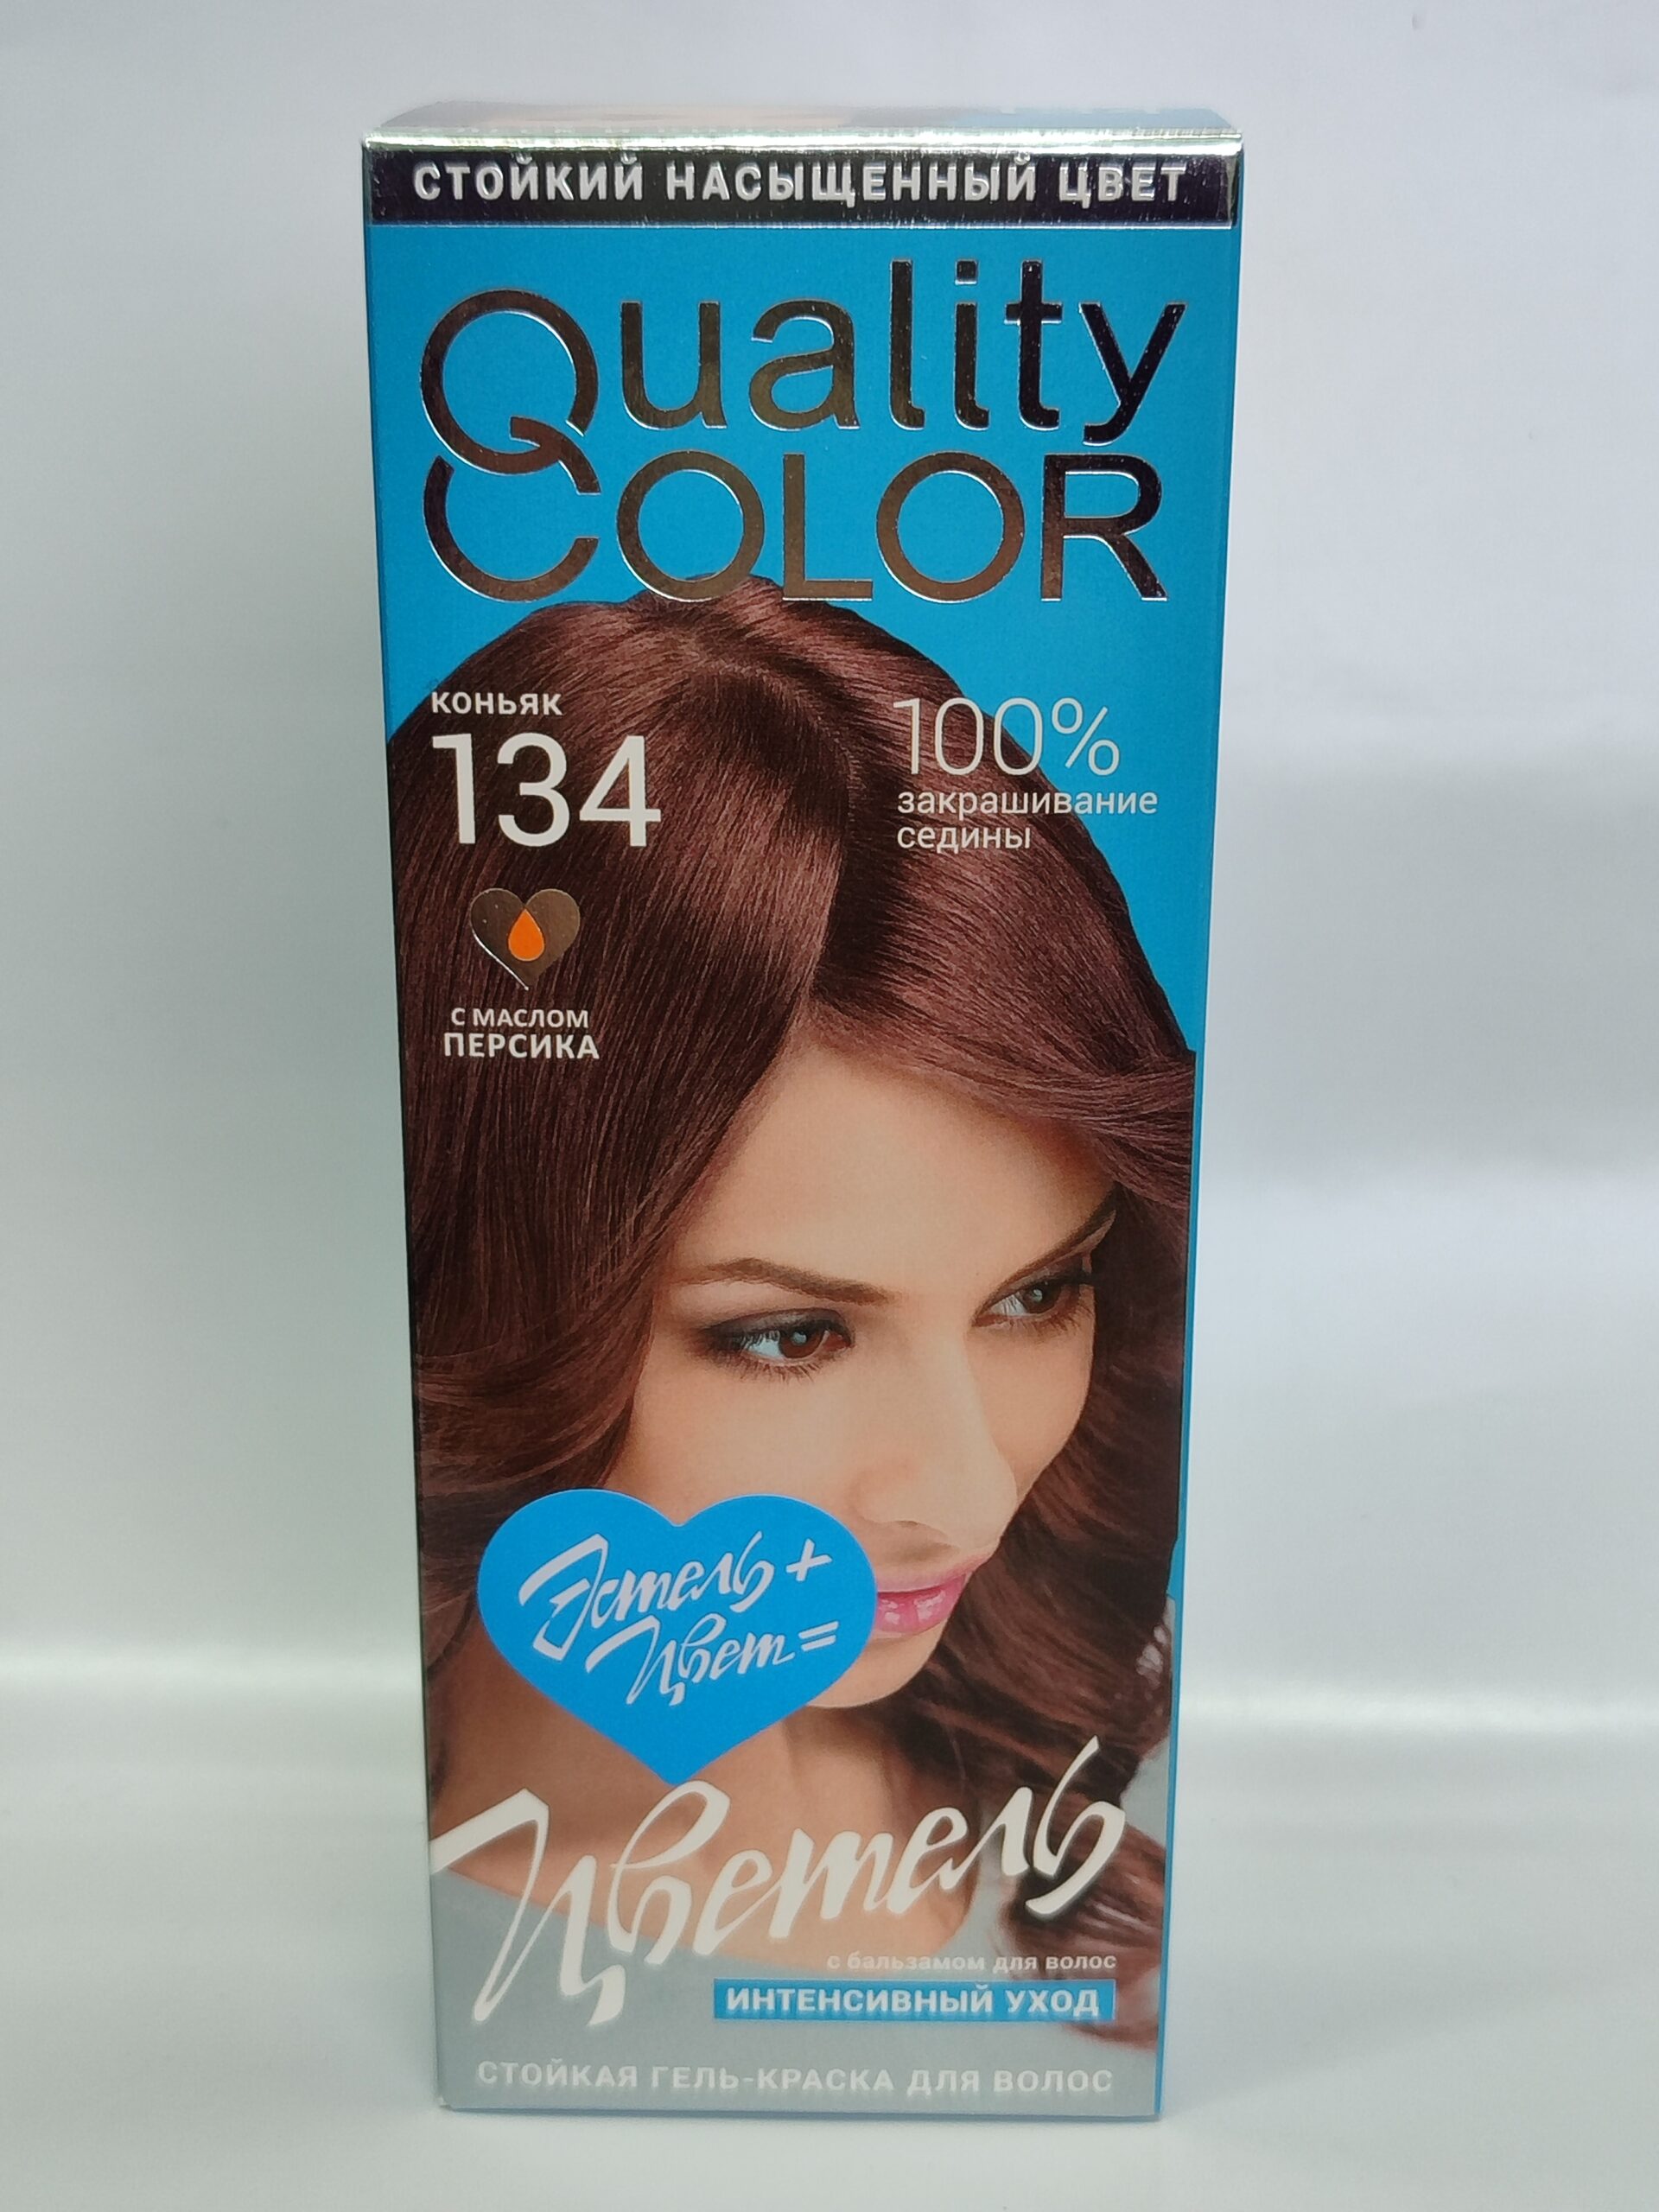 СТОЙКИЙ НАСЫЩЕННЫЙ ЦВЕТ
Quality
COLOR
КОНЬЯК
134
100%
закрашивание
седины
С МАСЛОМ
ПЕРСИКА
Эстель +
Цвет =
Цветель
с бальзамом для волос
ИНТЕНСИВНЫЙ УХОД
СТОЙКАЯ ГЕЛЬ-КРАСКА ДЛЯ ВОЛОС